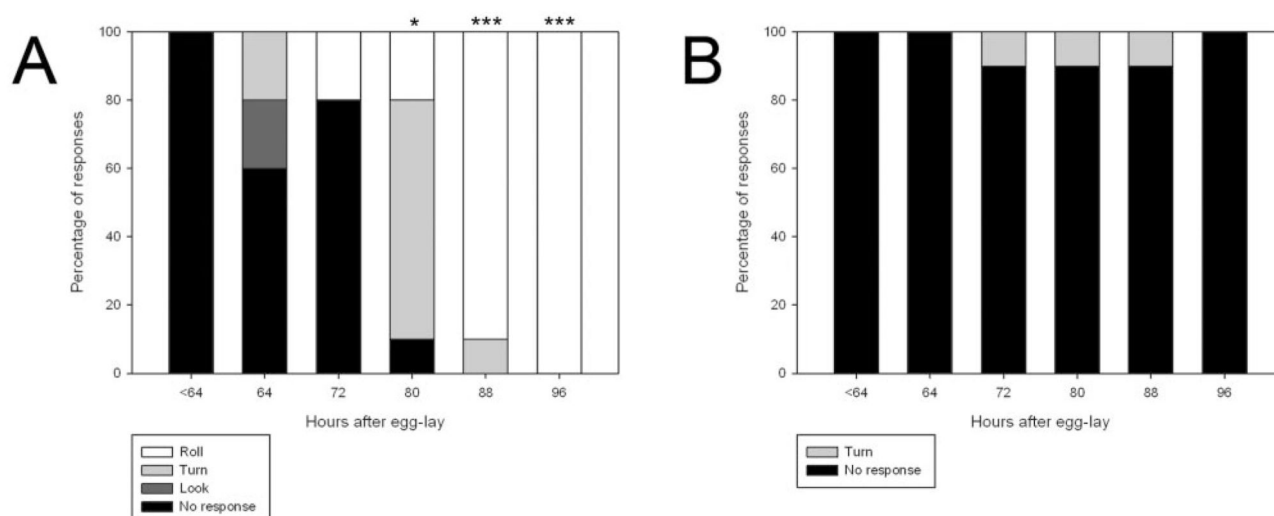 A
* *** ***
100
80
60
40
20
0
Percentage of responses
<64 64 72 80 88 96
Hours after egg-lay
Roll
Turn
Look
No response
B
100
80
60
40
20
0
Percentage of responses
<64 64 72 80 88 96
Hours after egg-lay
Turn
No response